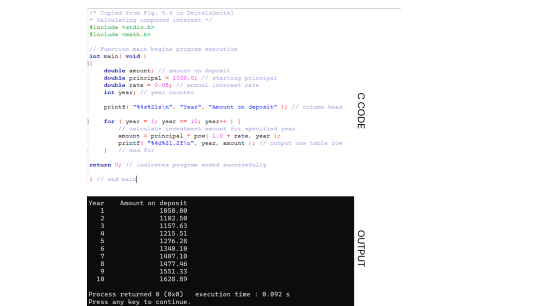 /* Copied from Fig. 4.6 in Deitel&Deitel
* Calculating compound interest */
#include <stdio.h>
#include <math.h>
// Function main begins program execution
int main( void )
{
double amount; // amount on deposit
double principal = 1000.0; // starting principal
double rate = 0.05; // annual interest rate
int year; // year counter
printf( "%4s%21s\n", "Year", "Amount on deposit" ); // column head
for ( year = 1; year <= 10; year++ ) {
// calculate investment amount for specified year
amount = principal * pow( 1.0 + rate, year );
printf( "%4d%21.2f\n", year, amount ); // output one table row
} // end for
return 0; // indicates program ended successfully
} // end main
C CODE
Year Amount on deposit
1 1050.00
2 1102.50
3 1157.63
4 1215.51
5 1276.28
6 1340.10
7 1407.10
8 1477.46
9 1551.33
10 1628.89
Process returned 0 (0x0) execution time : 0.092 s
Press any key to continue.
OUTPUT